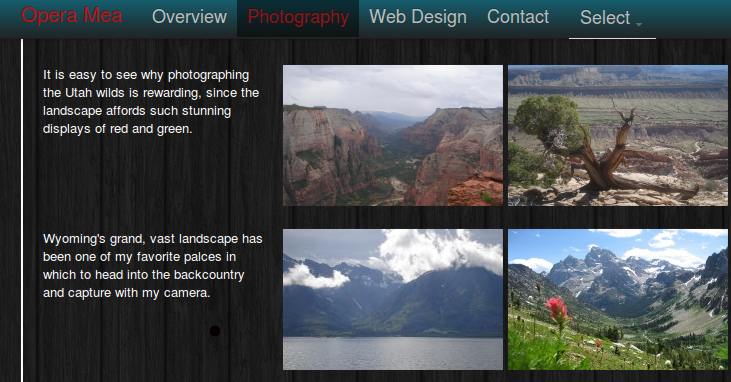 Opera Mea Overview Photography Web Design Contact Select
It is easy to see why photographing
the Utah wilds is rewarding, since the
landscape affords such stunning
displays of red and green.
Wyoming's grand, vast landscape has
been one of my favorite palces in
which to head into the backcountry
and capture with my camera.